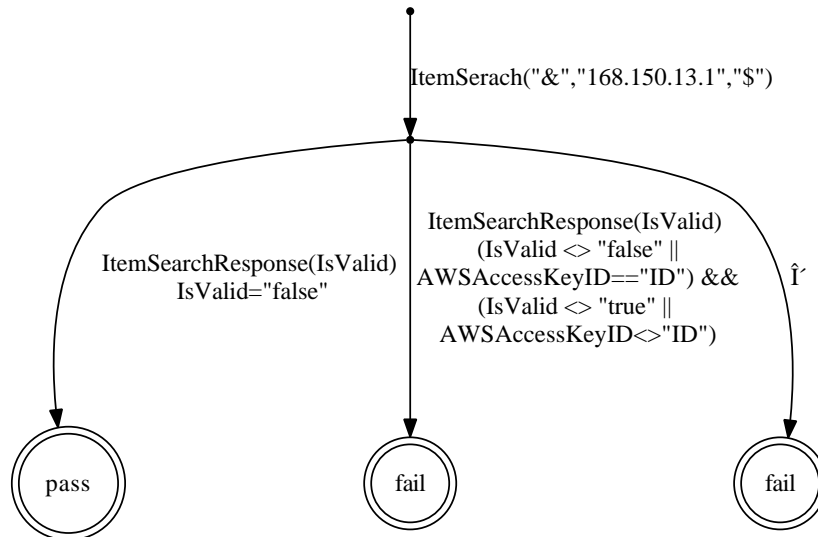 ItemSerach("&","168.150.13.1","$")
ItemSearchResponse(IsValid)
IsValid="false"
ItemSearchResponse(IsValid)
(IsValid <> "false" ||
AWSAccessKeyID=="ID") &&
(IsValid <> "true" ||
AWSAccessKeyID<>"ID")
Î´
pass
fail
fail